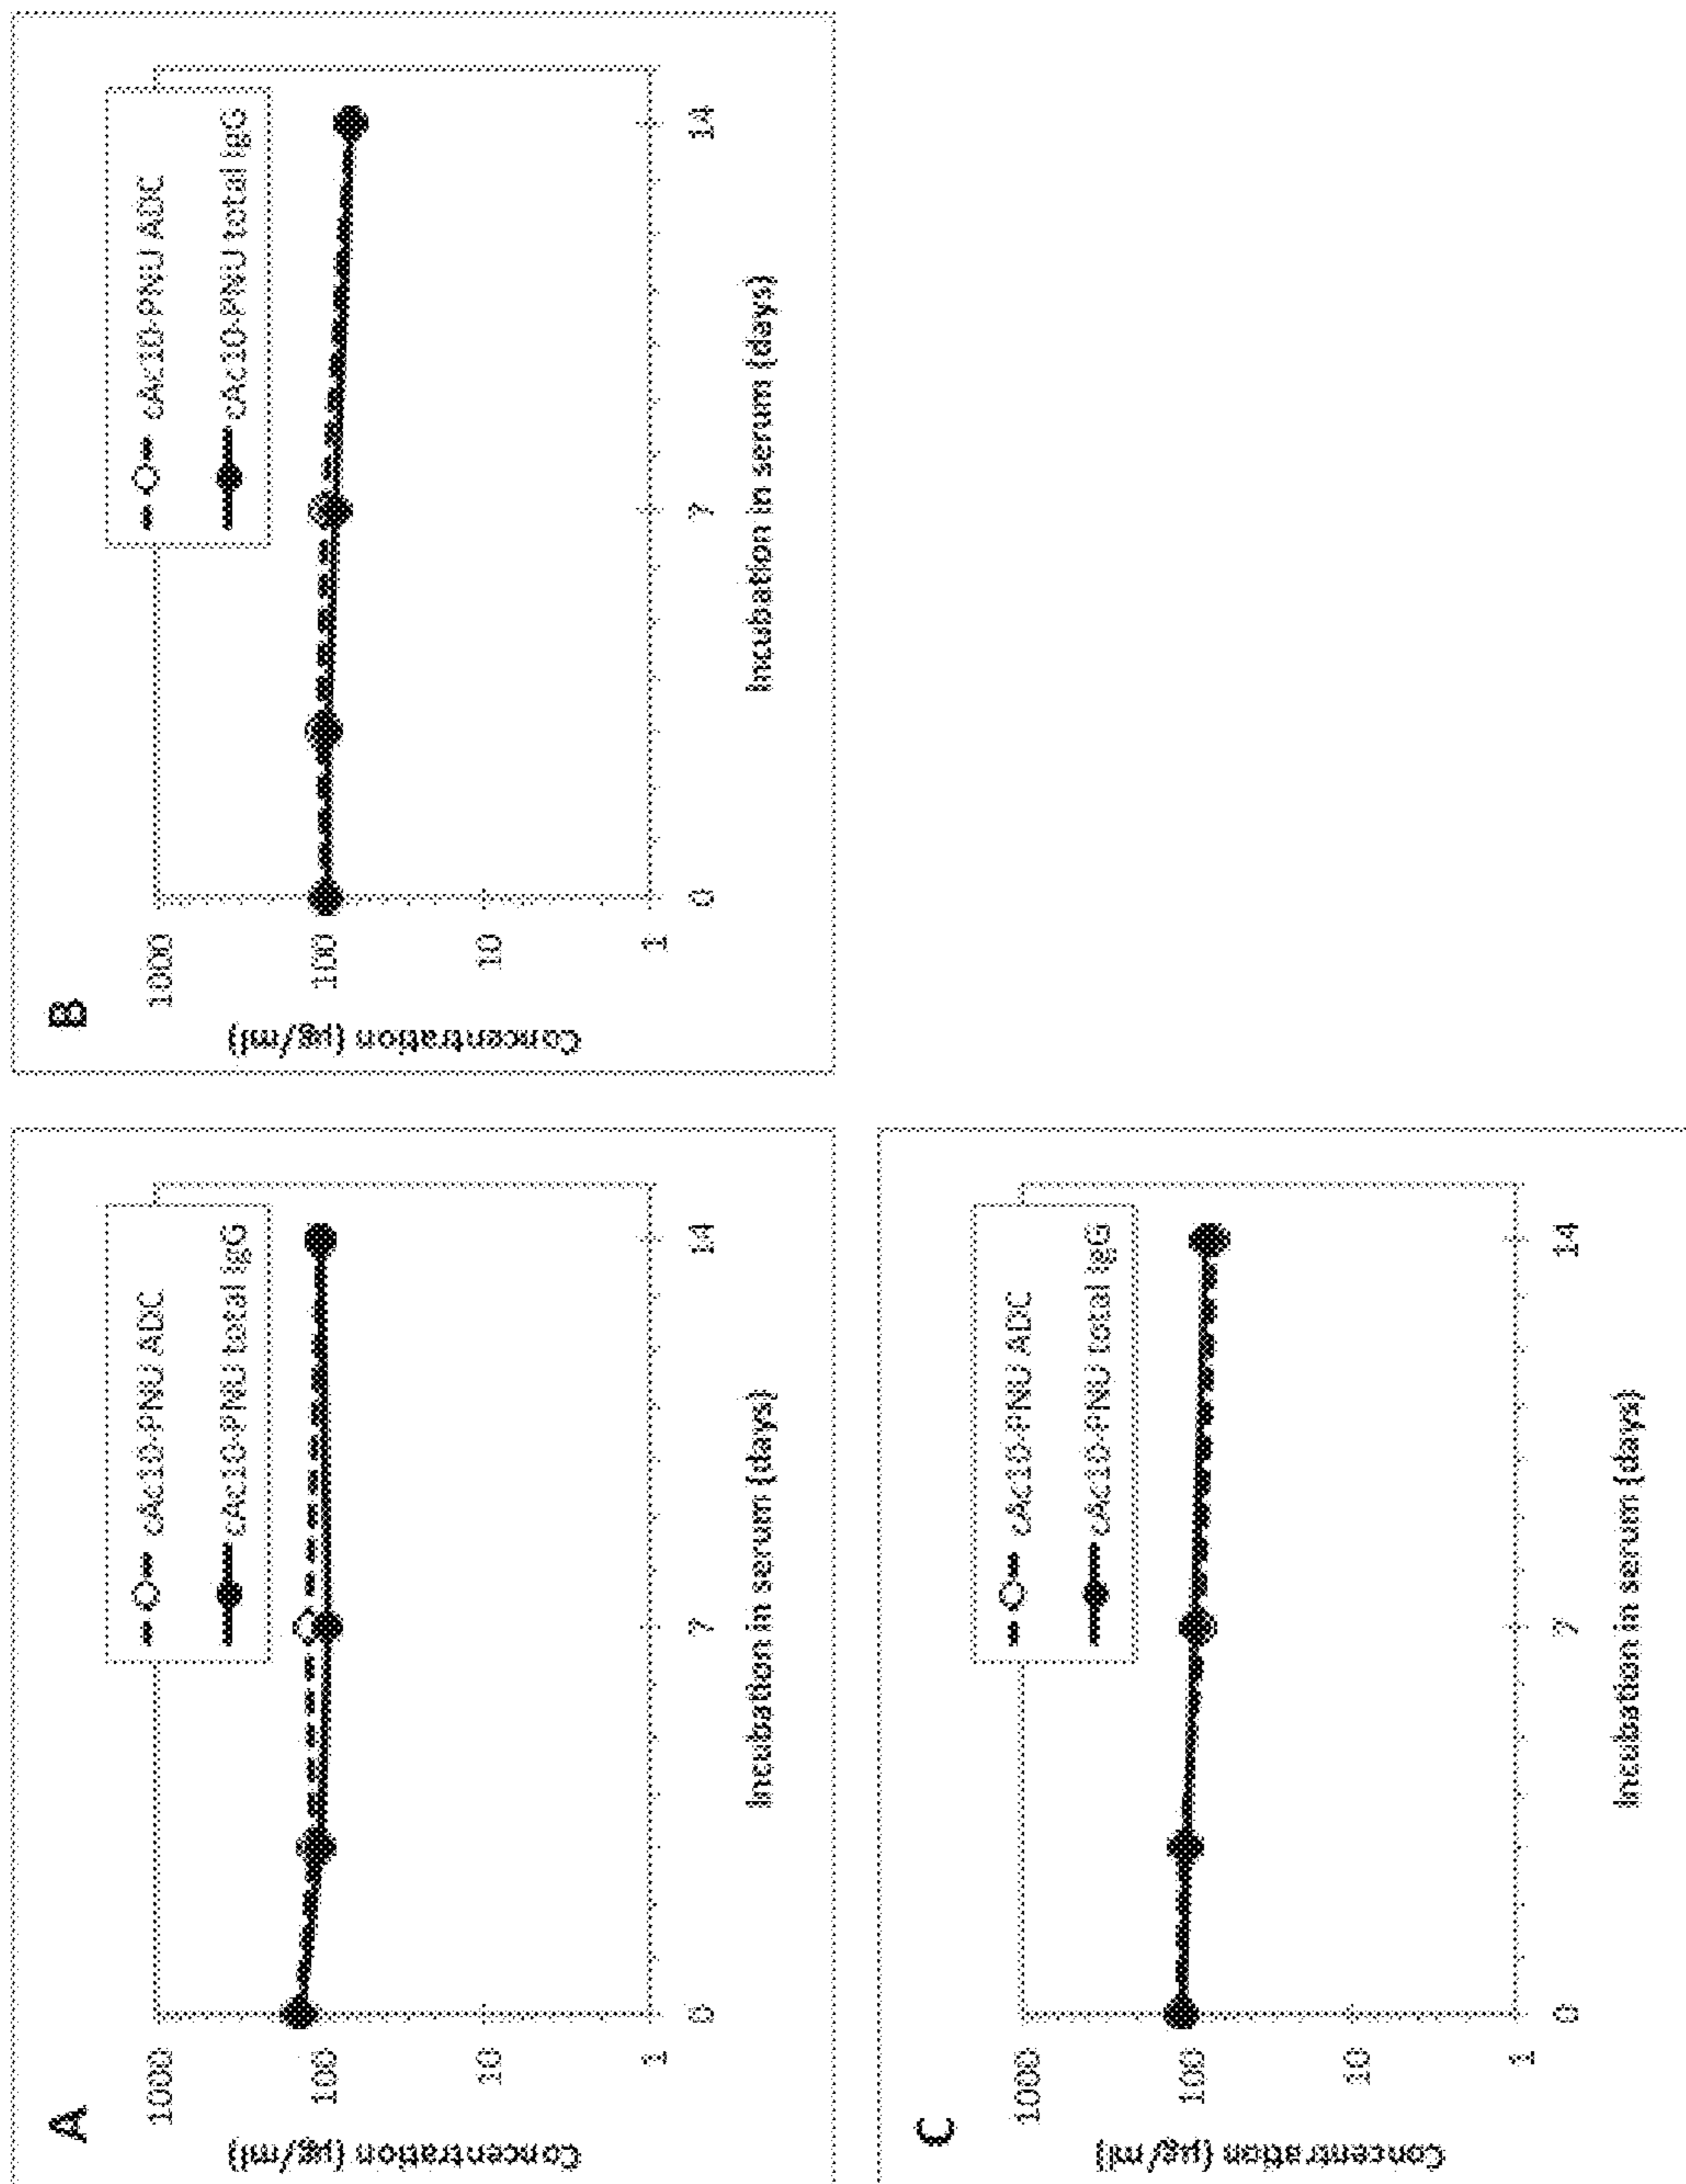 A
Concentration (µg/ml)
1000
100
10
1
cAc10-PNU ADC
cAc10-PNU total IgG
0
7
14
Incubation in serum (days)
B
Concentration (µg/ml)
1000
100
10
1
cAc10-PNU ADC
cAc10-PNU total IgG
0
7
14
Incubation in serum (days)
C
Concentration (µg/ml)
1000
100
10
1
cAc10-PNU ADC
cAc10-PNU total IgG
0
7
14
Incubation in serum (days)